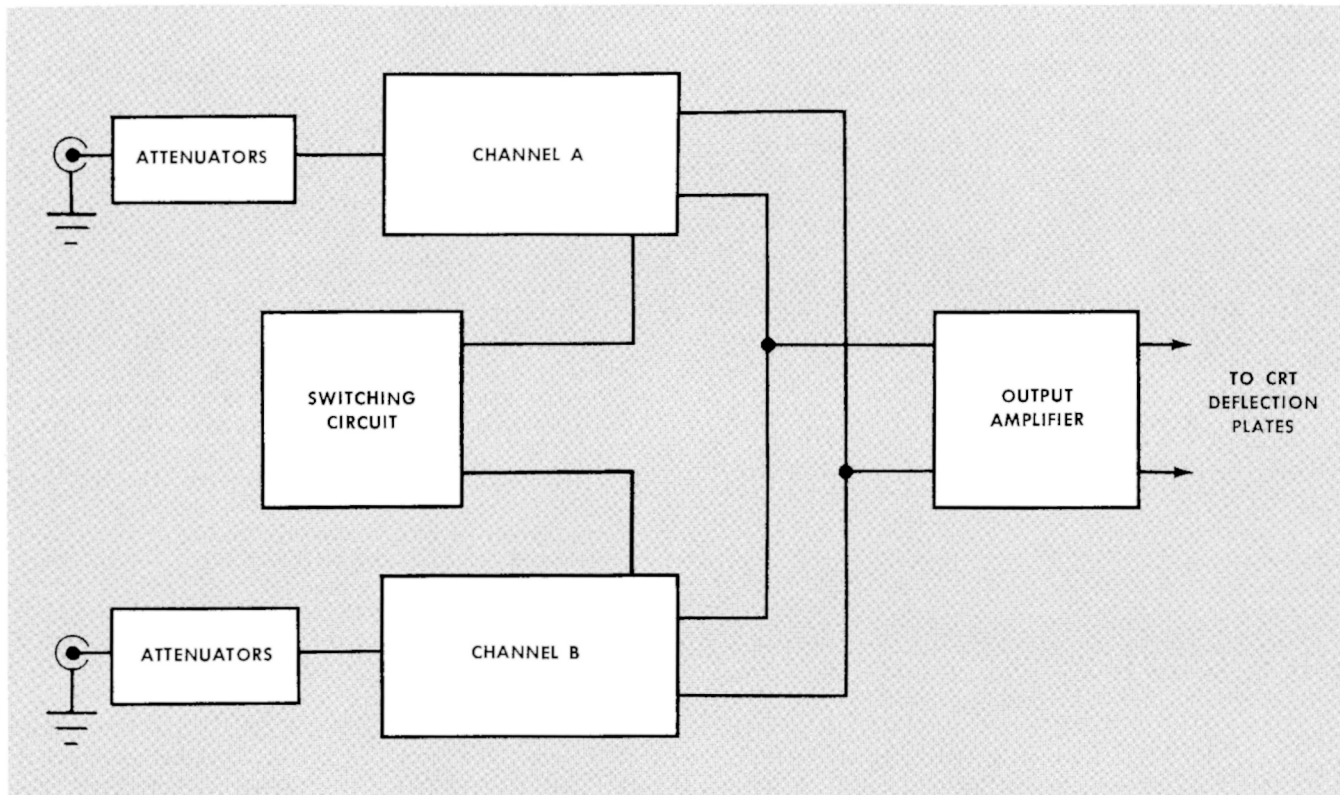 ATTENUATORS
CHANNEL A
SWITCHING
CIRCUIT
OUTPUT
AMPLIFIER
TO CRT
DEFLECTION
PLATES
ATTENUATORS
CHANNEL B